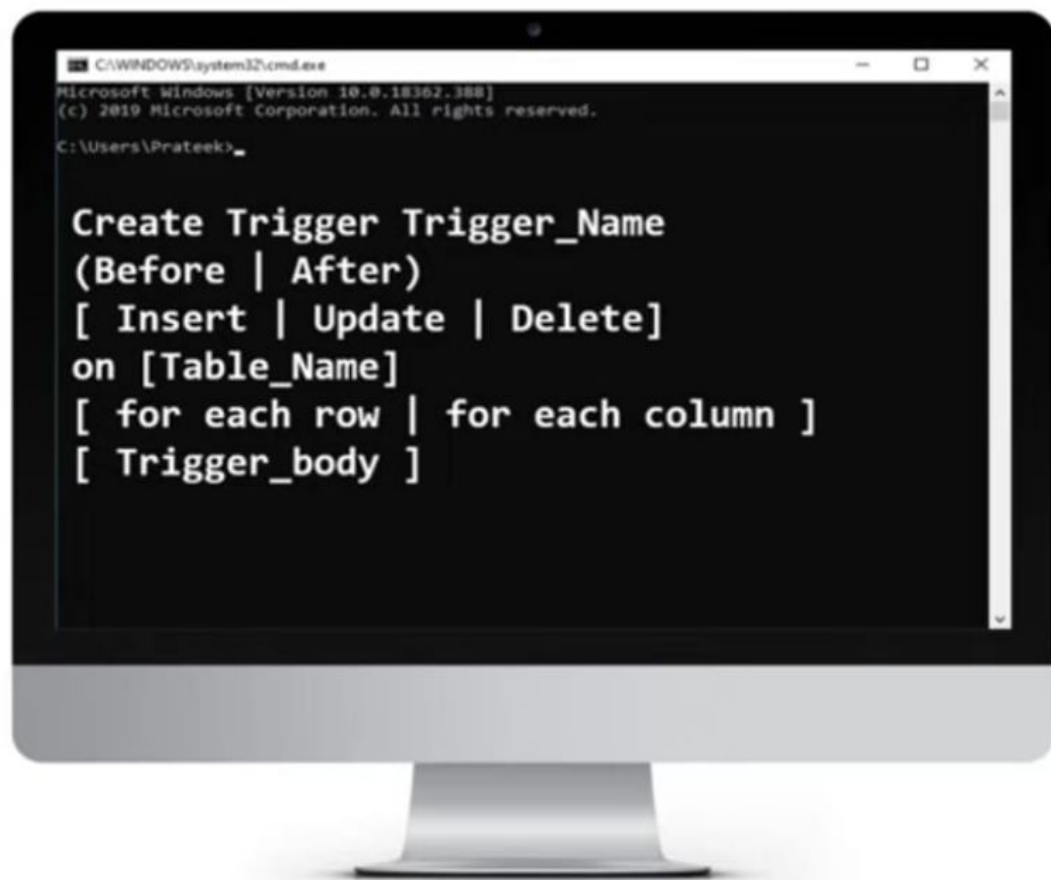 C:\WINDOWS\system32\cmd.exe
Microsoft Windows [Version 10.0.18362.388]
(c) 2019 Microsoft Corporation. All rights reserved.
C:\Users\Prateek>_
Create Trigger Trigger_Name
(Before | After)
[ Insert | Update | Delete]
on [Table_Name]
[ for each row | for each column ]
[ Trigger_body ]